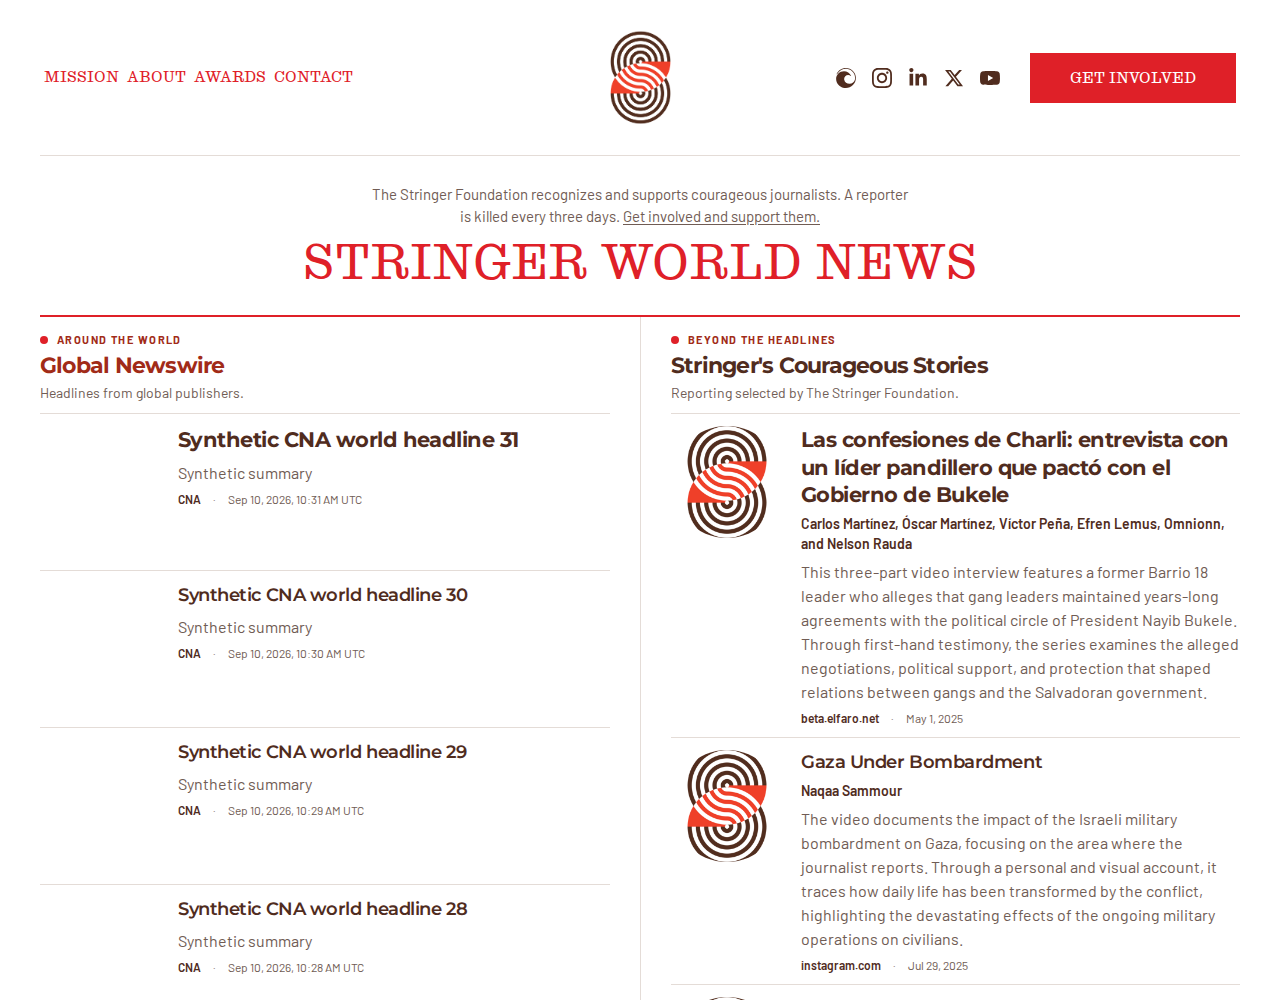 MISSION ABOUT AWARDS CONTACT
GET INVOLVED
The Stringer Foundation recognizes and supports courageous journalists. A reporter
is killed every three days. Get involved and support them.
STRINGER WORLD NEWS
AROUND THE WORLD
Global Newswire
Headlines from global publishers.
Synthetic CNA world headline 31
Synthetic summary
CNA · Sep 10, 2026, 10:31 AM UTC
Synthetic CNA world headline 30
Synthetic summary
CNA · Sep 10, 2026, 10:30 AM UTC
Synthetic CNA world headline 29
Synthetic summary
CNA · Sep 10, 2026, 10:29 AM UTC
Synthetic CNA world headline 28
Synthetic summary
CNA · Sep 10, 2026, 10:28 AM UTC
BEYOND THE HEADLINES
Stringer's Courageous Stories
Reporting selected by The Stringer Foundation.
Las confesiones de Charli: entrevista con
un líder pandillero que pactó con el
Gobierno de Bukele
Carlos Martínez, Óscar Martínez, Víctor Peña, Efren Lemus, Omnionn,
and Nelson Rauda
This three-part video interview features a former Barrio 18
leader who alleges that gang leaders maintained years-long
agreements with the political circle of President Nayib Bukele.
Through first-hand testimony, the series examines the alleged
negotiations, political support, and protection that shaped
relations between gangs and the Salvadoran government.
beta.elfaro.net · May 1, 2025
Gaza Under Bombardment
Naqaa Sammour
The video documents the impact of the Israeli military
bombardment on Gaza, focusing on the area where the
journalist reports. Through a personal and visual account, it
traces how daily life has been transformed by the conflict,
highlighting the devastating effects of the ongoing military
operations on civilians.
instagram.com · Jul 29, 2025